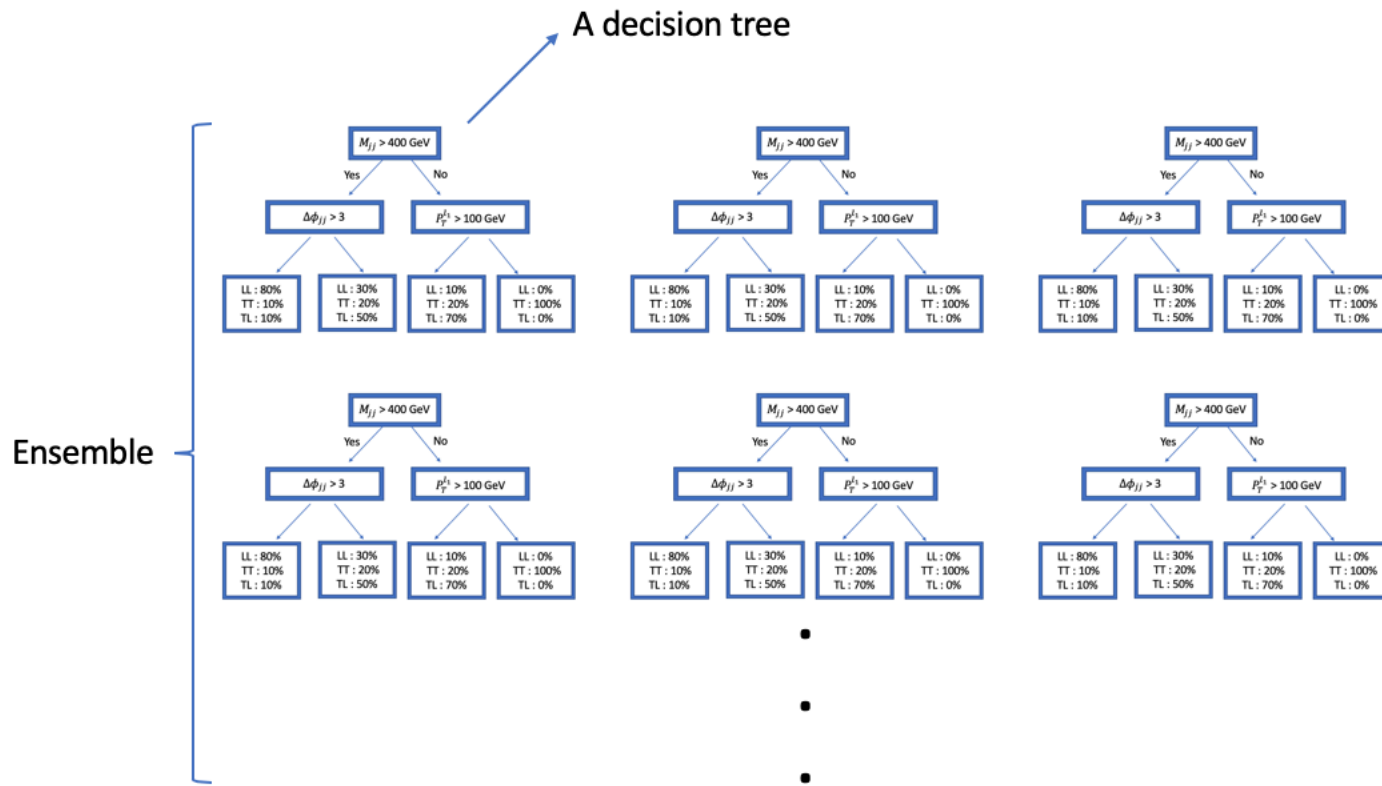 A decision tree
Ensemble
M_jj > 400 GeV
Yes
No
Δϕ_jj > 3
P_T^ℓ1 > 100 GeV
LL : 80%
TT : 10%
TL : 10%
LL : 30%
TT : 20%
TL : 50%
LL : 10%
TT : 20%
TL : 70%
LL : 0%
TT : 100%
TL : 0%
M_jj > 400 GeV
Yes
No
Δϕ_jj > 3
P_T^ℓ1 > 100 GeV
LL : 80%
TT : 10%
TL : 10%
LL : 30%
TT : 20%
TL : 50%
LL : 10%
TT : 20%
TL : 70%
LL : 0%
TT : 100%
TL : 0%
M_jj > 400 GeV
Yes
No
Δϕ_jj > 3
P_T^ℓ1 > 100 GeV
LL : 80%
TT : 10%
TL : 10%
LL : 30%
TT : 20%
TL : 50%
LL : 10%
TT : 20%
TL : 70%
LL : 0%
TT : 100%
TL : 0%
M_jj > 400 GeV
Yes
No
Δϕ_jj > 3
P_T^ℓ1 > 100 GeV
LL : 80%
TT : 10%
TL : 10%
LL : 30%
TT : 20%
TL : 50%
LL : 10%
TT : 20%
TL : 70%
LL : 0%
TT : 100%
TL : 0%
M_jj > 400 GeV
Yes
No
Δϕ_jj > 3
P_T^ℓ1 > 100 GeV
LL : 80%
TT : 10%
TL : 10%
LL : 30%
TT : 20%
TL : 50%
LL : 10%
TT : 20%
TL : 70%
LL : 0%
TT : 100%
TL : 0%
M_jj > 400 GeV
Yes
No
Δϕ_jj > 3
P_T^ℓ1 > 100 GeV
LL : 80%
TT : 10%
TL : 10%
LL : 30%
TT : 20%
TL : 50%
LL : 10%
TT : 20%
TL : 70%
LL : 0%
TT : 100%
TL : 0%